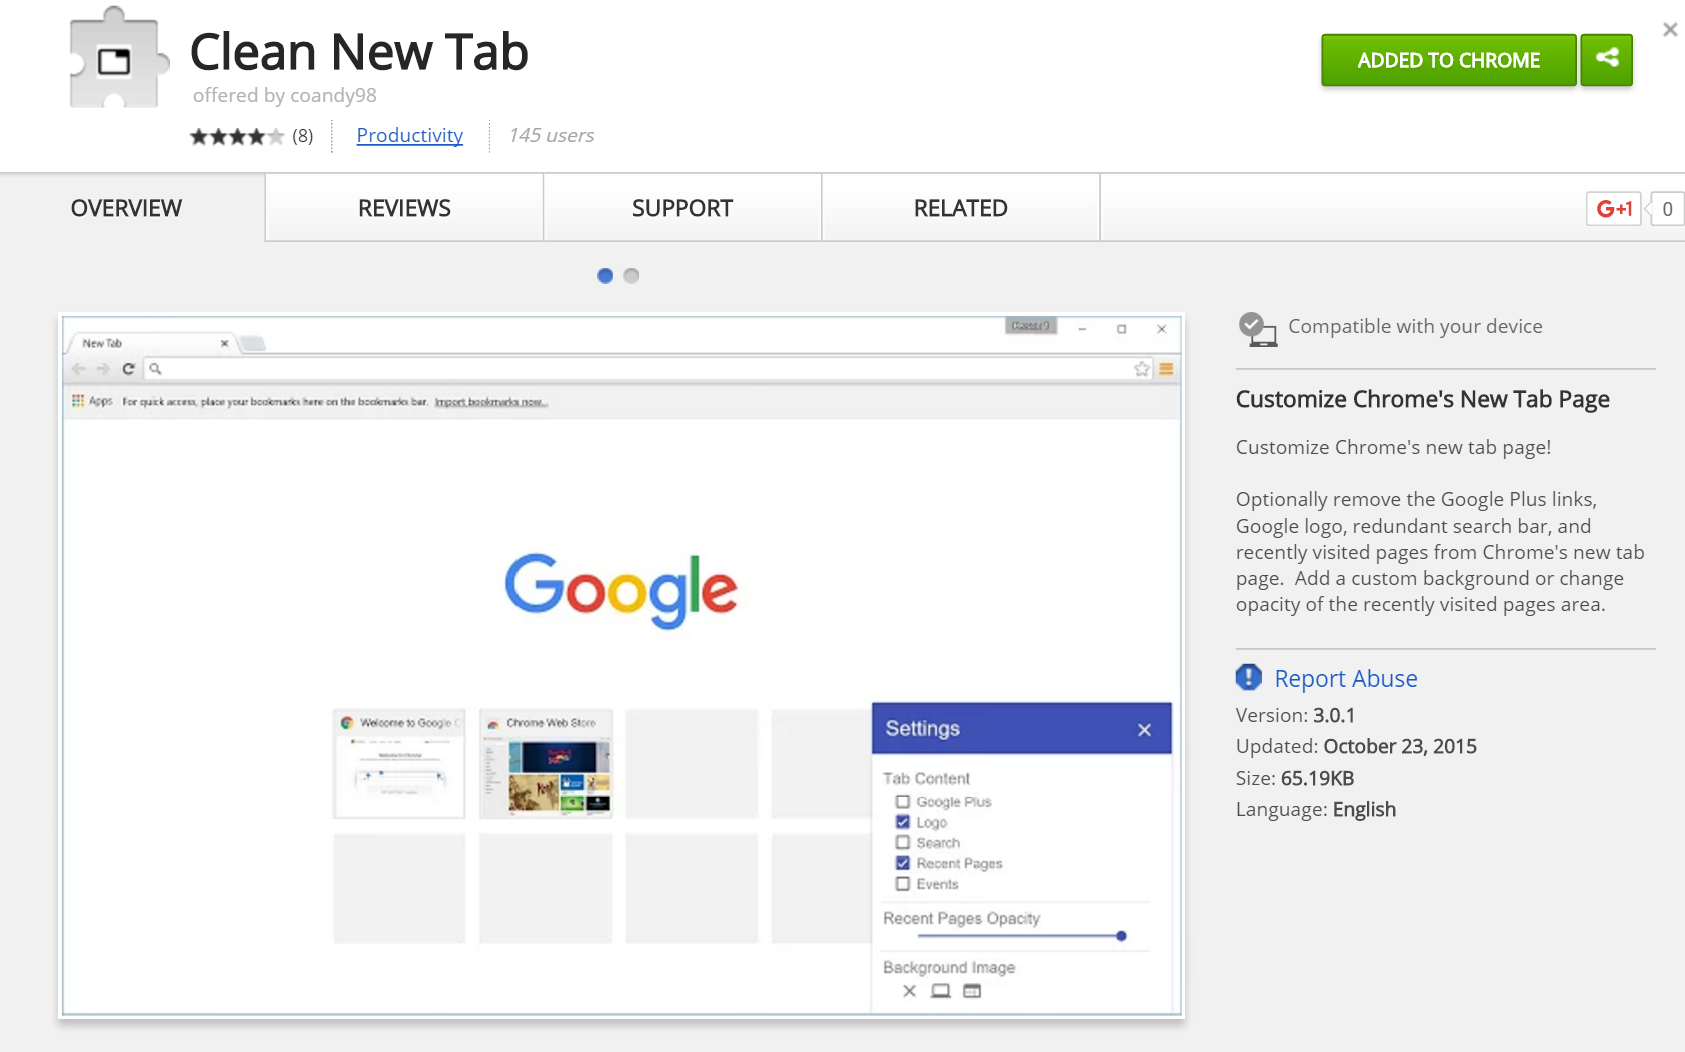 Clean New Tab
offered by coandy98
(8)
Productivity
145 users
ADDED TO CHROME
OVERVIEW
REVIEWS
SUPPORT
RELATED
G+1
0
New Tab
Apps
For quick access, place your bookmarks here on the bookmarks bar. Import bookmarks now...
Google
Welcome to Google C
Chrome Web Store
Settings
Tab Content
Google Plus
Logo
Search
Recent Pages
Events
Recent Pages Opacity
Background Image
Compatible with your device
Customize Chrome's New Tab Page
Customize Chrome's new tab page!
Optionally remove the Google Plus links,
Google logo, redundant search bar, and
recently visited pages from Chrome's new tab
page.  Add a custom background or change
opacity of the recently visited pages area.
Report Abuse
Version: 3.0.1
Updated: October 23, 2015
Size: 65.19KB
Language: English